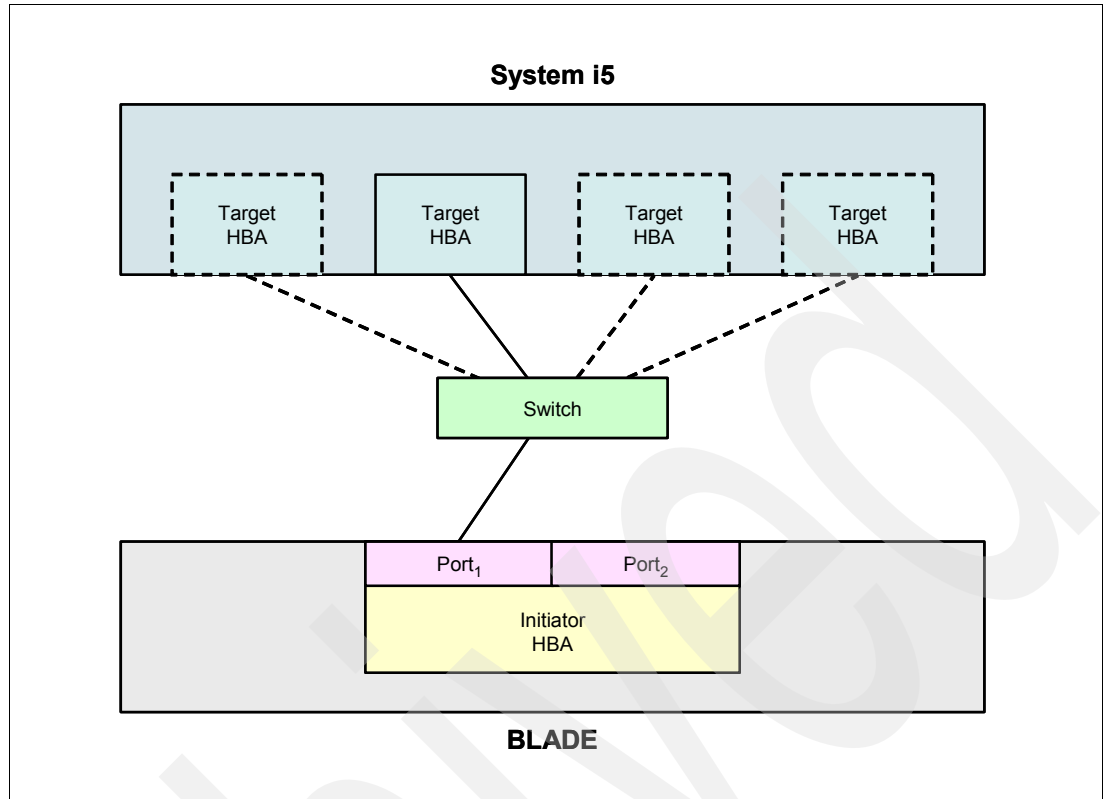 System i5
Target
HBA
Target
HBA
Target
HBA
Target
HBA
Switch
Port1
Port2
Initiator
HBA
BLADE